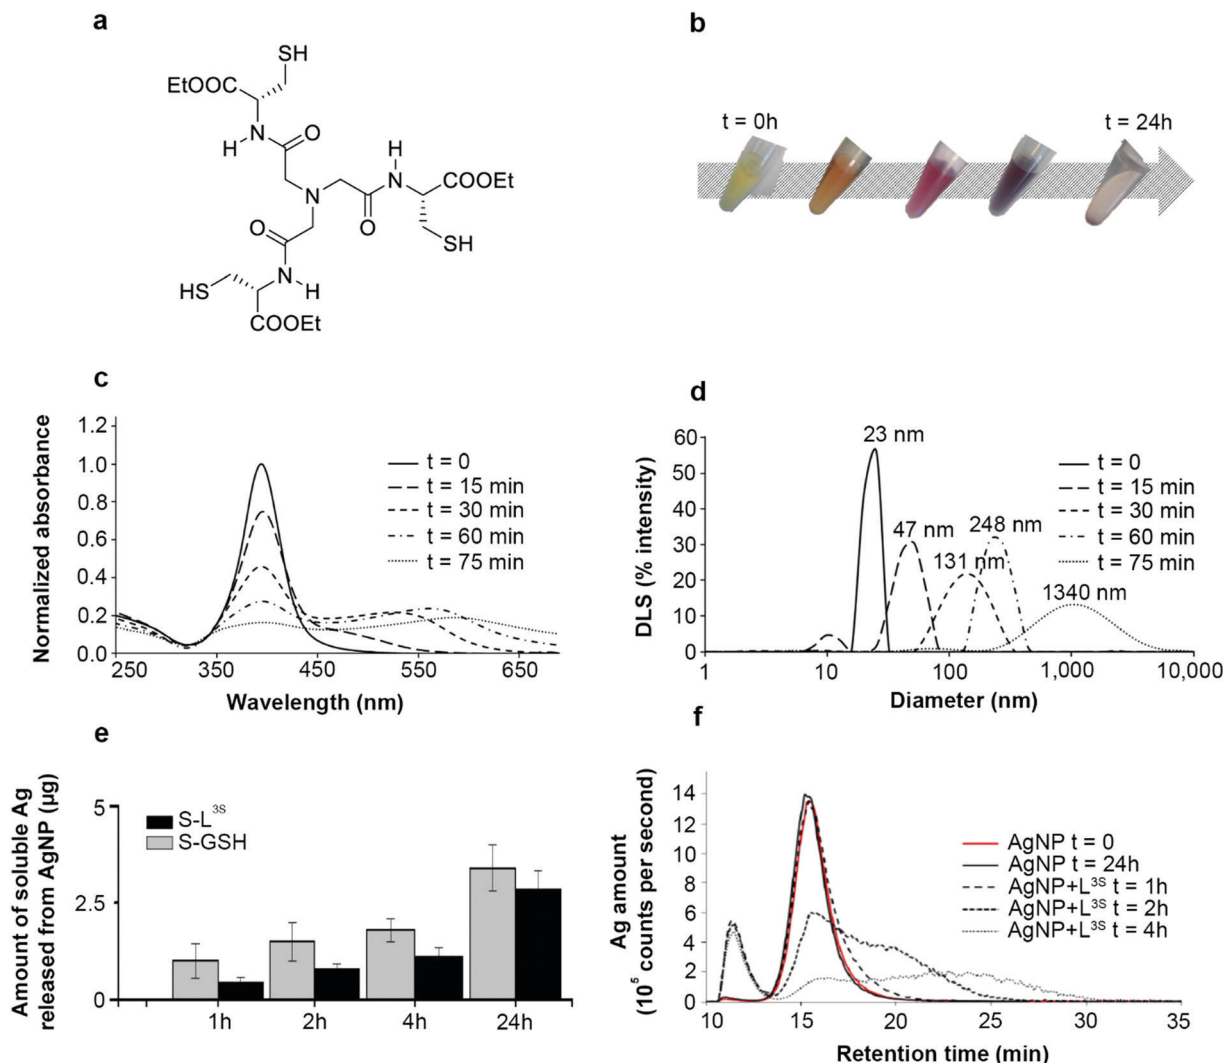 a
SH
EtOOC
N
H
O
H
N
N
COOEt
O
O
SH
N
HS
H
COOEt
b
t = 0h
t = 24h
c
Normalized absorbance
1.2
1.0
0.8
0.6
0.4
0.2
0.0
250 350 450 550 650
Wavelength (nm)
t = 0
t = 15 min
t = 30 min
t = 60 min
t = 75 min
d
DLS (% intensity)
60
50
40
30
20
10
0
1 10 100 1,000 10,000
Diameter (nm)
23 nm
47 nm
131 nm
248 nm
1340 nm
t = 0
t = 15 min
t = 30 min
t = 60 min
t = 75 min
e
Amount of soluble Ag
released from AgNP (µg)
5
2.5
0
S-L³ˢ
S-GSH
1h 2h 4h 24h
f
Ag amount
(10⁵ counts per second)
14
12
10
8
6
4
2
0
10 15 20 25 30 35
Retention time (min)
AgNP t = 0
AgNP t = 24h
AgNP+L³ˢ t = 1h
AgNP+L³ˢ t = 2h
AgNP+L³ˢ t = 4h